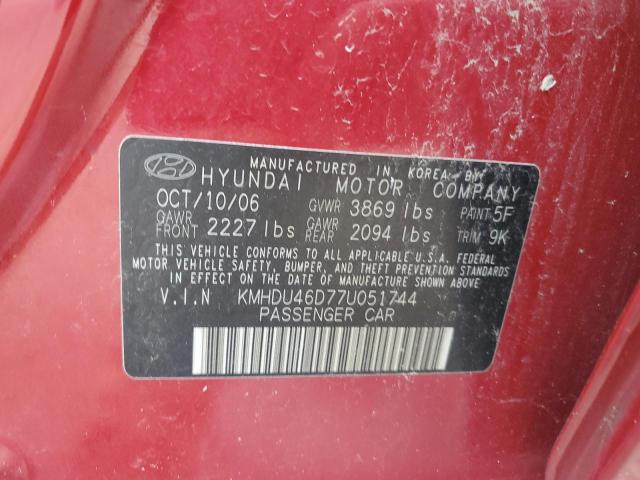 MANUFACTURED IN KOREA BY
HYUNDAI MOTOR COMPANY
OCT/10/06 GVWR 3869 lbs PAINT 5F
GAWR FRONT 2227 lbs GAWR REAR 2094 lbs TRIM 9K
THIS VEHICLE CONFORMS TO ALL APPLICABLE U.S.A. FEDERAL
MOTOR VEHICLE SAFETY, BUMPER, AND THEFT PREVENTION STANDARDS
IN EFFECT ON THE DATE OF MANUFACTURE SHOWN ABOVE
V.I.N KMHDU46D77U051744
PASSENGER CAR